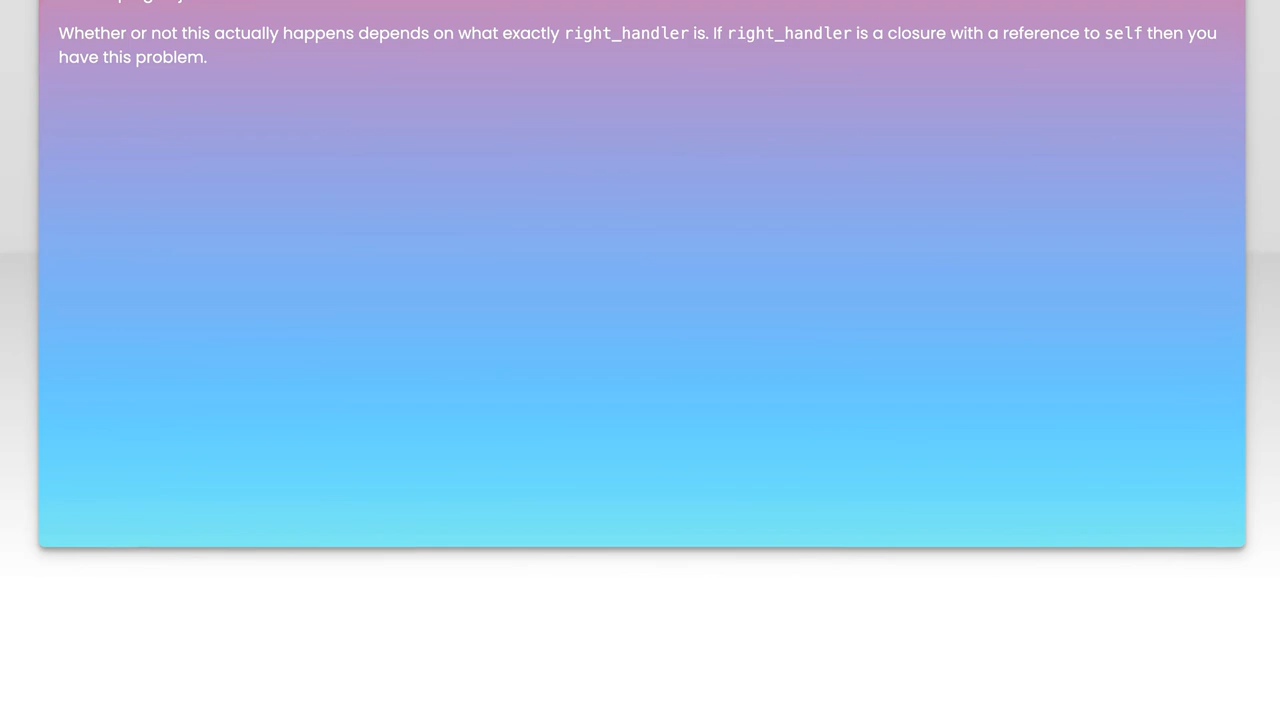 Whether or not this actually happens depends on what exactly right_handler is. If right_handler is a closure with a reference to self then you
have this problem.